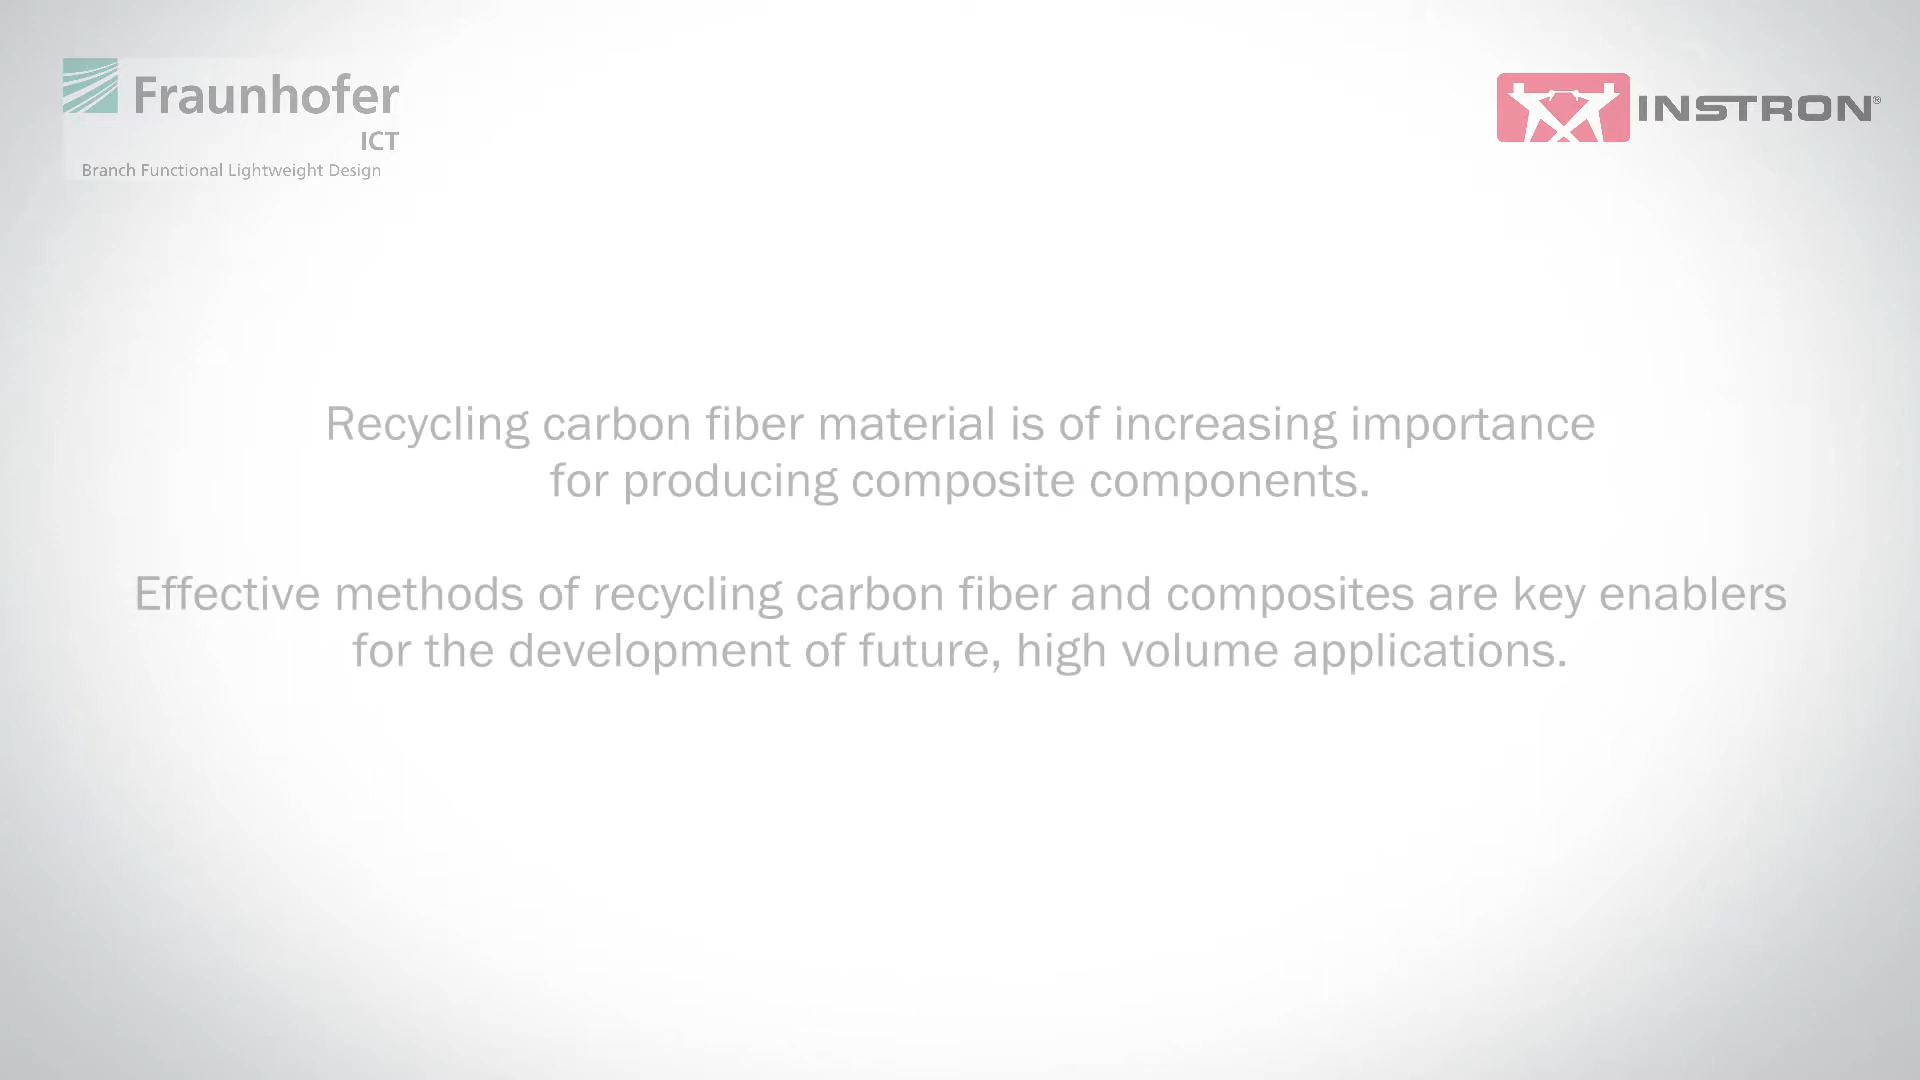 Fraunhofer
ICT
Branch Functional Lightweight Design
INSTRON®
Recycling carbon fiber material is of increasing importance
for producing composite components.
Effective methods of recycling carbon fiber and composites are key enablers
for the development of future, high volume applications.